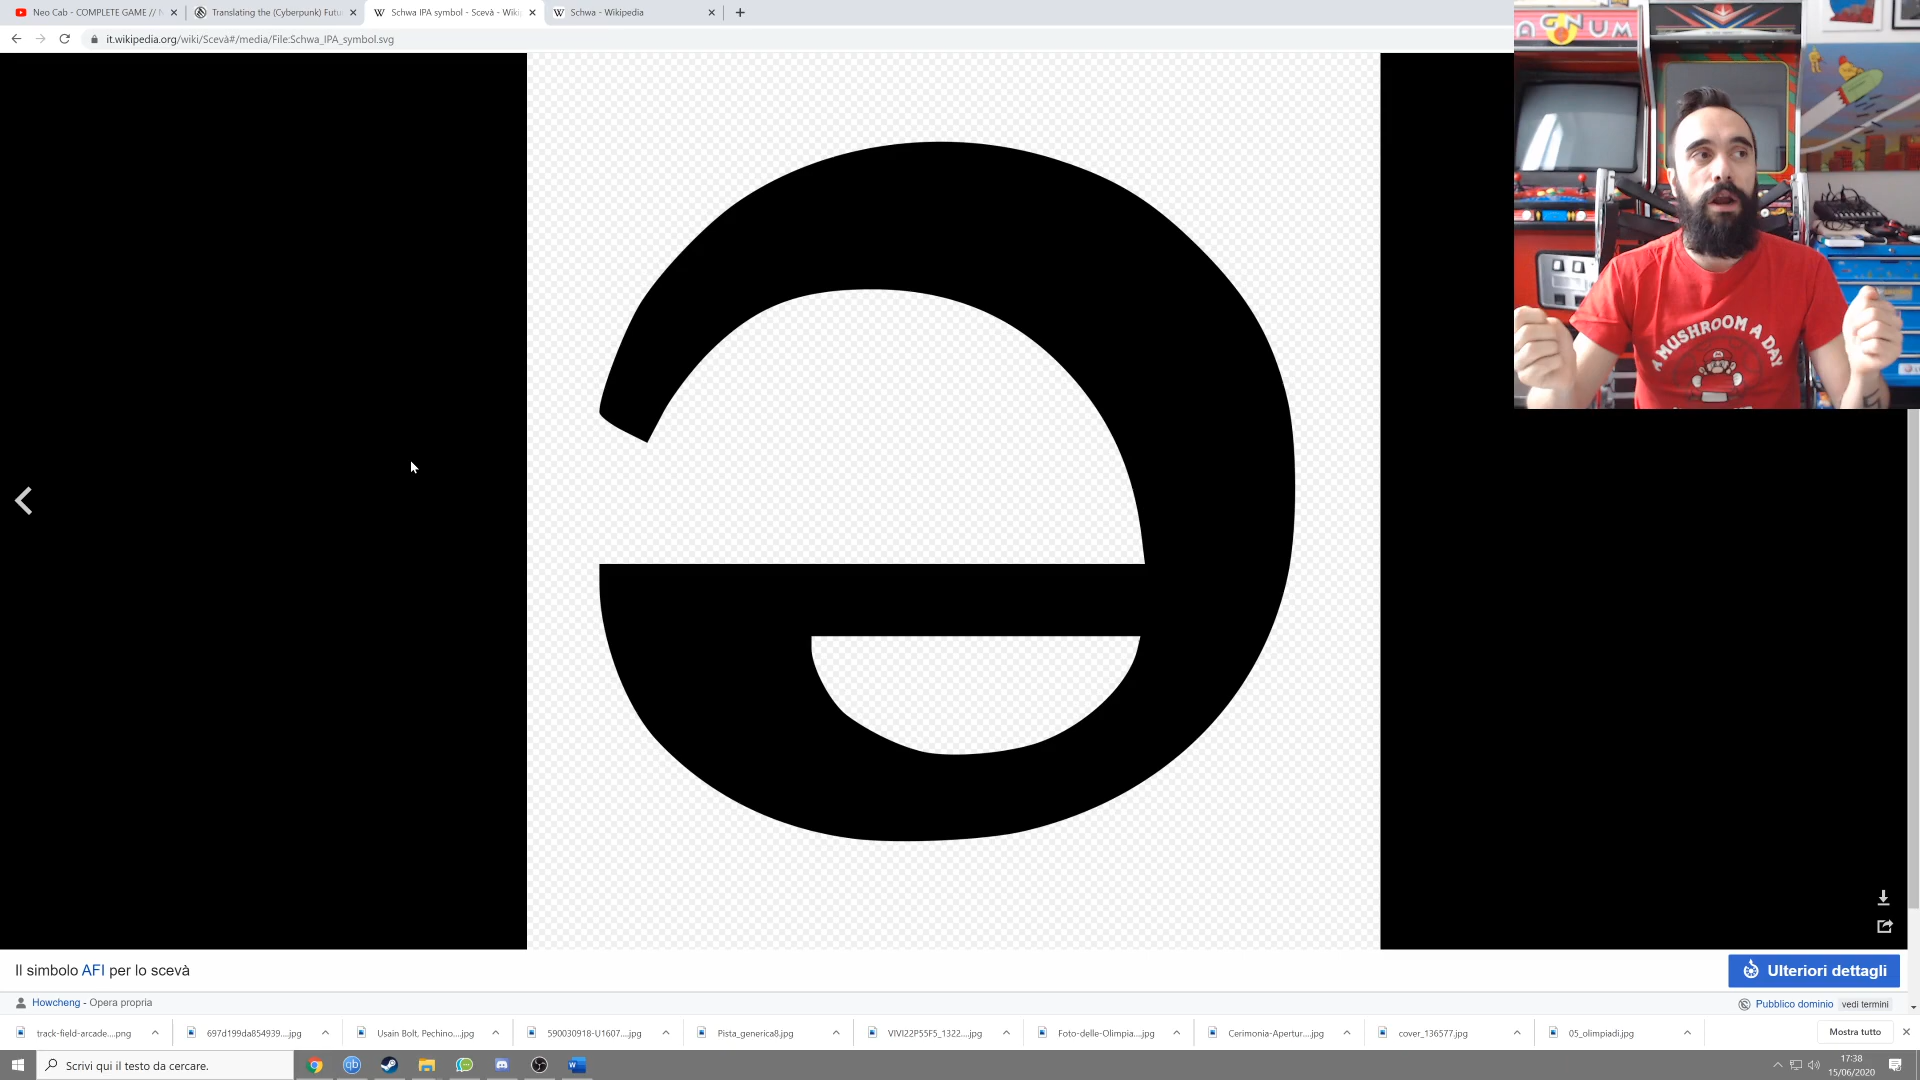 Neo Cab - COMPLETE GAME // N
Translating the (Cyberpunk) Futu
Schwa IPA symbol - Scevà - Wiki
Schwa - Wikipedia
it.wikipedia.org/wiki/Scevà#/media/File:Schwa_IPA_symbol.svg
AGNUM
A MUSHROOM A DAY
ə
Il simbolo AFI per lo scevà
Ulteriori dettagli
Howcheng - Opera propria
Pubblico dominio vedi termini
track-field-arcade....png
697d199da854939....jpg
Usain Bolt, Pechino....jpg
590030918-U1607....jpg
Pista_generica8.jpg
VIVI22P55F5_1322....jpg
Foto-delle-Olimpia....jpg
Cerimonia-Apertur....jpg
cover_136577.jpg
05_olimpiadi.jpg
Mostra tutto
Scrivi qui il testo da cercare.
17:38
15/06/2020